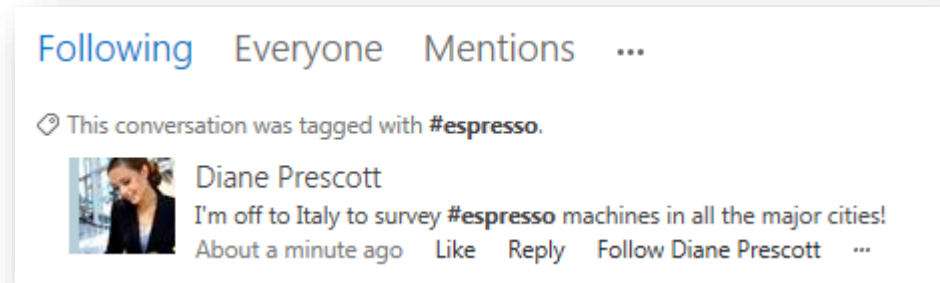 Following Everyone Mentions ···
This conversation was tagged with #espresso.
Diane Prescott
I'm off to Italy to survey #espresso machines in all the major cities!
About a minute ago Like Reply Follow Diane Prescott ···